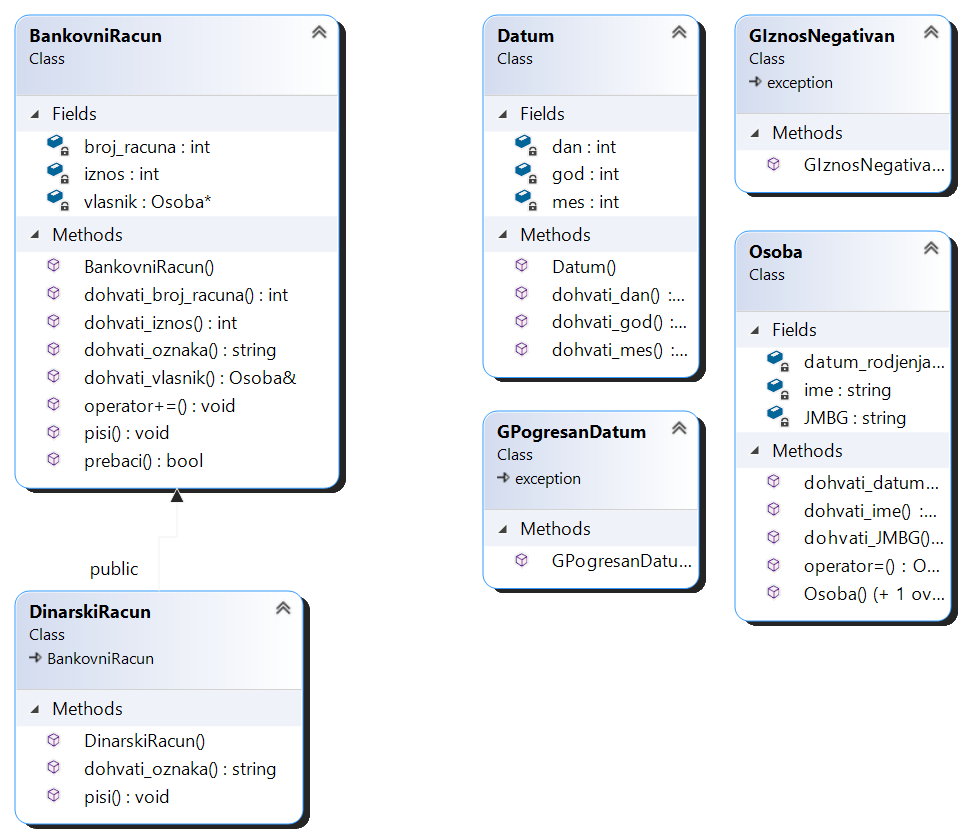 BankovniRacun
Class
Fields
broj_racuna : int
iznos : int
vlasnik : Osoba*
Methods
BankovniRacun()
dohvati_broj_racuna() : int
dohvati_iznos() : int
dohvati_oznaka() : string
dohvati_vlasnik() : Osoba&
operator+=() : void
pisi() : void
prebaci() : bool
public
DinarskiRacun
Class
BankovniRacun
Methods
DinarskiRacun()
dohvati_oznaka() : string
pisi() : void
Datum
Class
Fields
dan : int
god : int
mes : int
Methods
Datum()
dohvati_dan() :...
dohvati_god() :...
dohvati_mes() :...
GPogresanDatum
Class
exception
Methods
GPogresanDatu...
GIznosNegativan
Class
exception
Methods
GIznosNegativa...
Osoba
Class
Fields
datum_rodjenja...
ime : string
JMBG : string
Methods
dohvati_datum...
dohvati_ime() :...
dohvati_JMBG()...
operator=() : O...
Osoba() (+ 1 ov...